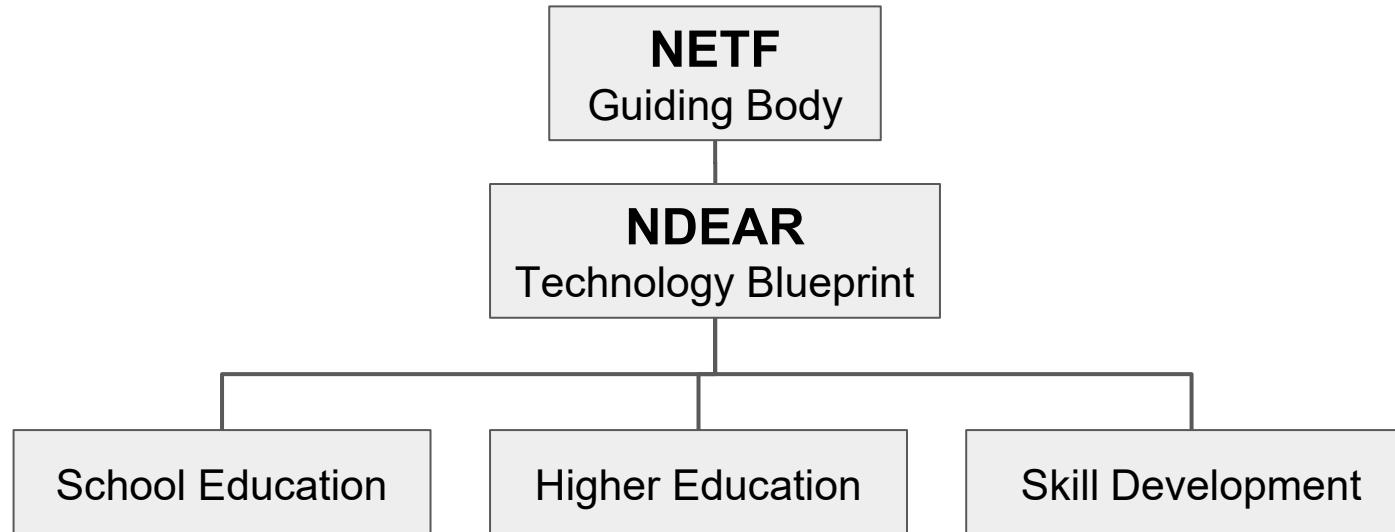 NETF
Guiding Body
NDEAR
Technology Blueprint
School Education
Higher Education
Skill Development